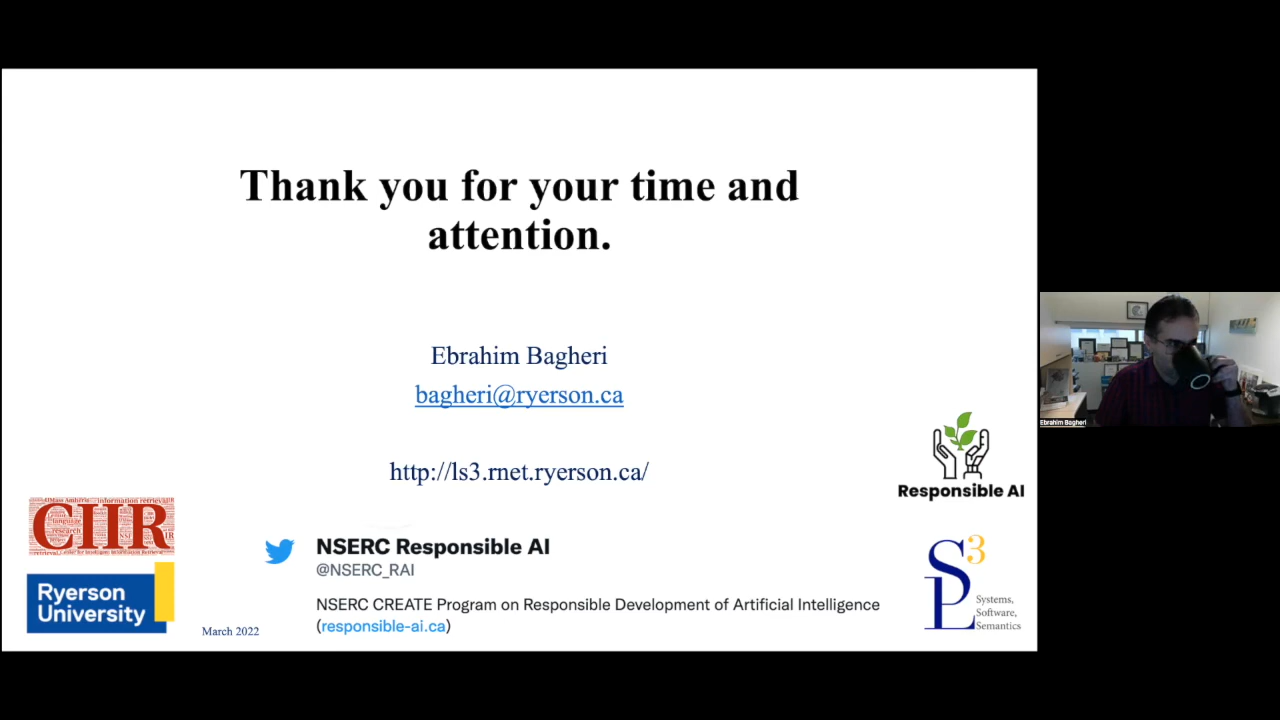 Thank you for your time and
attention.
Ebrahim Bagheri
bagheri@ryerson.ca
http://ls3.rnet.ryerson.ca/
Responsible AI
CIIR
NSERC Responsible AI
@NSERC_RAI
NSERC CREATE Program on Responsible Development of Artificial Intelligence
(responsible-ai.ca)
Ryerson
University
March 2022
LS3
Systems,
Software,
Semantics
Ebrahim Bagheri